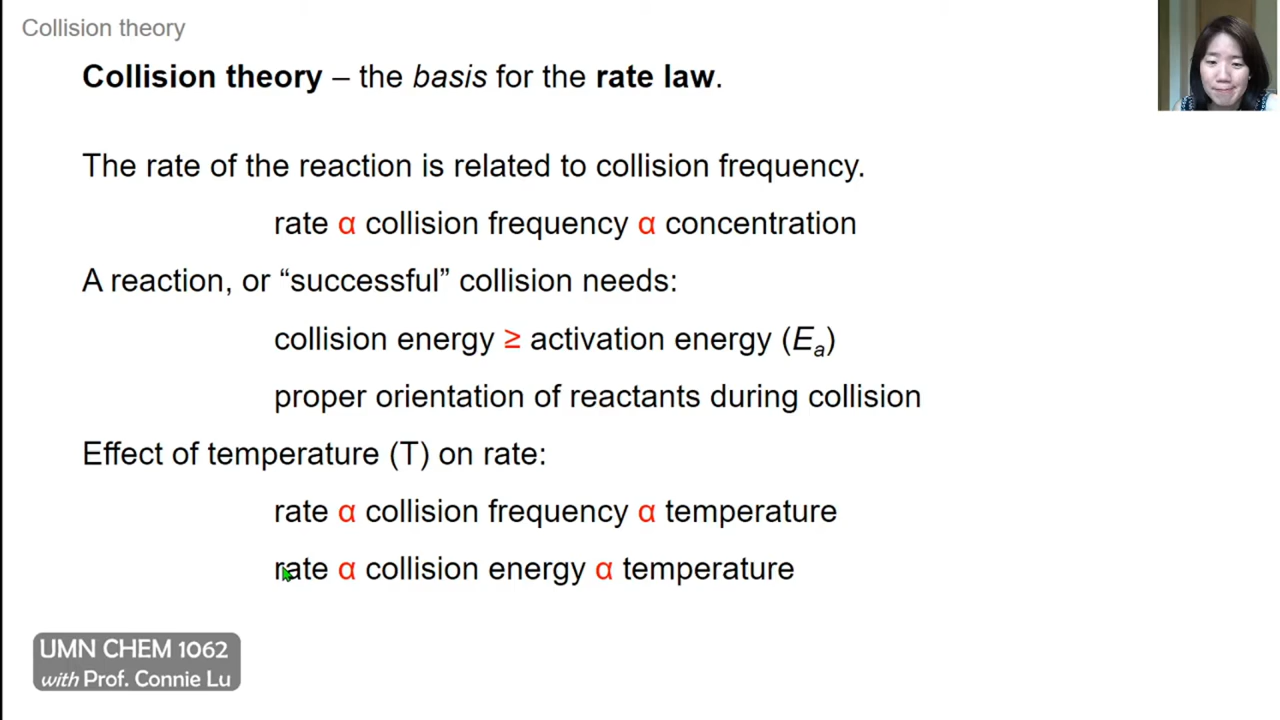 Collision theory
Collision theory – the basis for the rate law.
The rate of the reaction is related to collision frequency.
rate α collision frequency α concentration
A reaction, or “successful” collision needs:
collision energy ≥ activation energy (Ea)
proper orientation of reactants during collision
Effect of temperature (T) on rate:
rate α collision frequency α temperature
rate α collision energy α temperature
UMN CHEM 1062
with Prof. Connie Lu